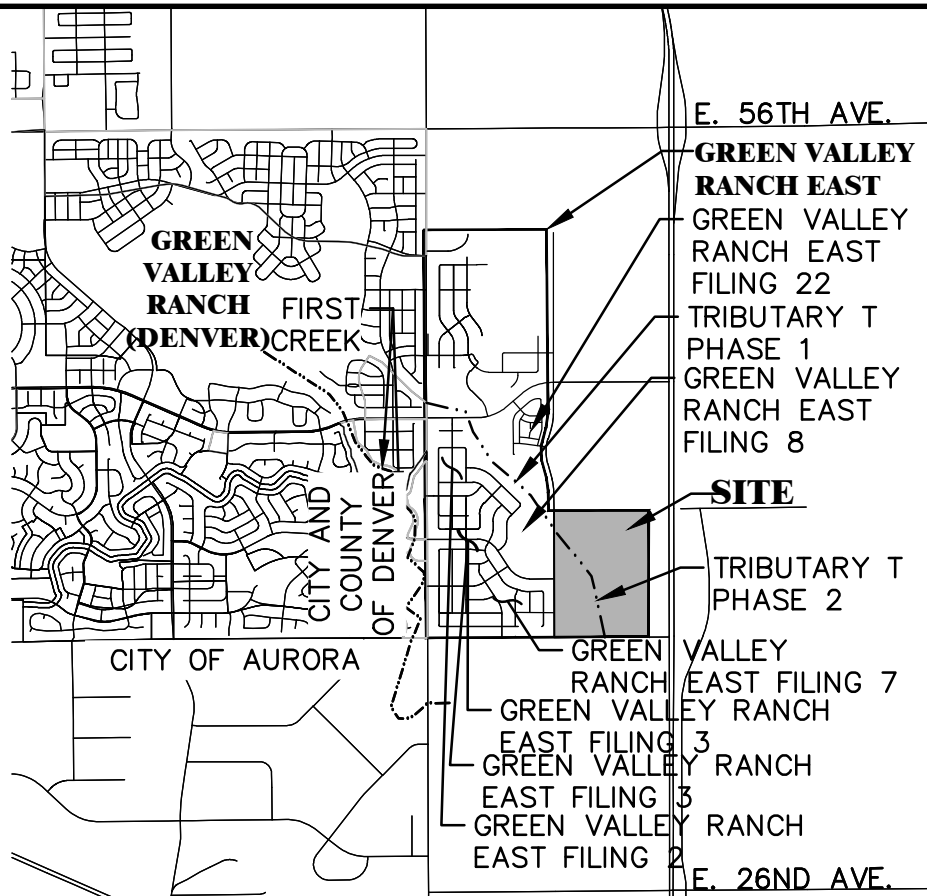 E. 56TH AVE.
GREEN VALLEY
RANCH EAST
GREEN VALLEY
RANCH EAST
FILING 22
TRIBUTARY T
PHASE 1
GREEN VALLEY
RANCH EAST
FILING 8
SITE
TRIBUTARY T
PHASE 2
GREEN VALLEY
RANCH EAST FILING 7
GREEN VALLEY RANCH
EAST FILING 3
GREEN VALLEY RANCH
EAST FILING 3
GREEN VALLEY RANCH
EAST FILING 2
E. 26ND AVE.
GREEN
VALLEY
RANCH
(DENVER)
FIRST
CREEK
CITY AND
COUNTY
OF DENVER
CITY OF AURORA